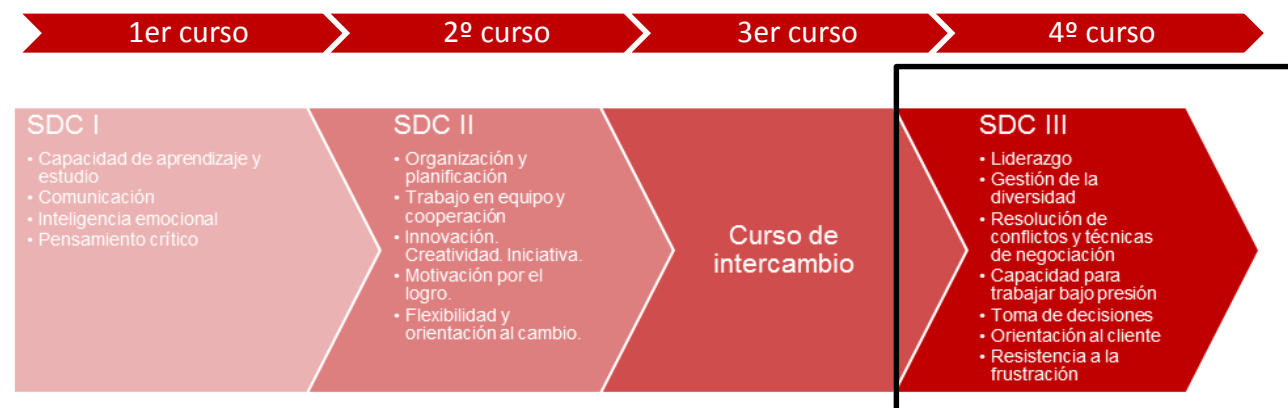 1er curso
2º curso
3er curso
4º curso
SDC I
• Capacidad de aprendizaje y
estudio
• Comunicación
• Inteligencia emocional
• Pensamiento crítico
SDC II
• Organización y
planificación
• Trabajo en equipo y
cooperación
• Innovación.
Creatividad. Iniciativa.
• Motivación por el
logro.
• Flexibilidad y
orientación al cambio.
Curso de
intercambio
SDC III
• Liderazgo
• Gestión de la
diversidad
• Resolución de
conflictos y técnicas
de negociación
• Capacidad para
trabajar bajo presión
• Toma de decisiones
• Orientación al cliente
• Resistencia a la
frustración